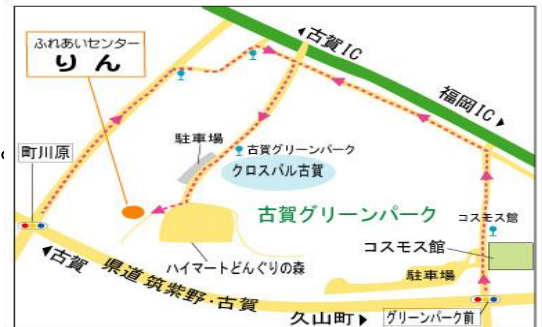 ふれあいセンター
りん
◀古賀IC
福岡IC▶
町川原
駐車場
古賀グリーンパーク
クロスパル古賀
古賀グリーンパーク
コスモス館
コスモス館
◀古賀 県道 筑紫野・古賀
ハイマートどんぐりの森
駐車場
久山町▶
グリーンパーク前